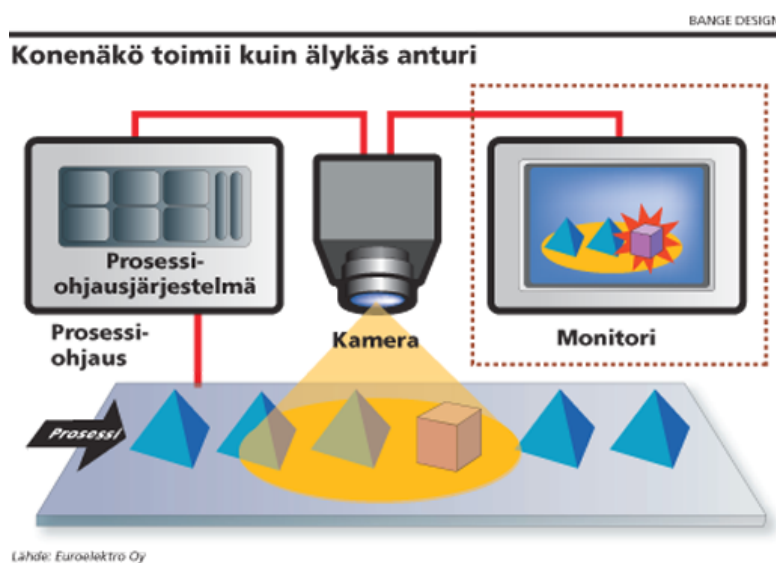 BANGE DESIGN
Konenäkö toimii kuin älykäs anturi
Prosessi-
ohjausjärjestelmä
Prosessi-
ohjaus
Kamera
Monitori
Prosessi
Lähde: Euroelektro Oy